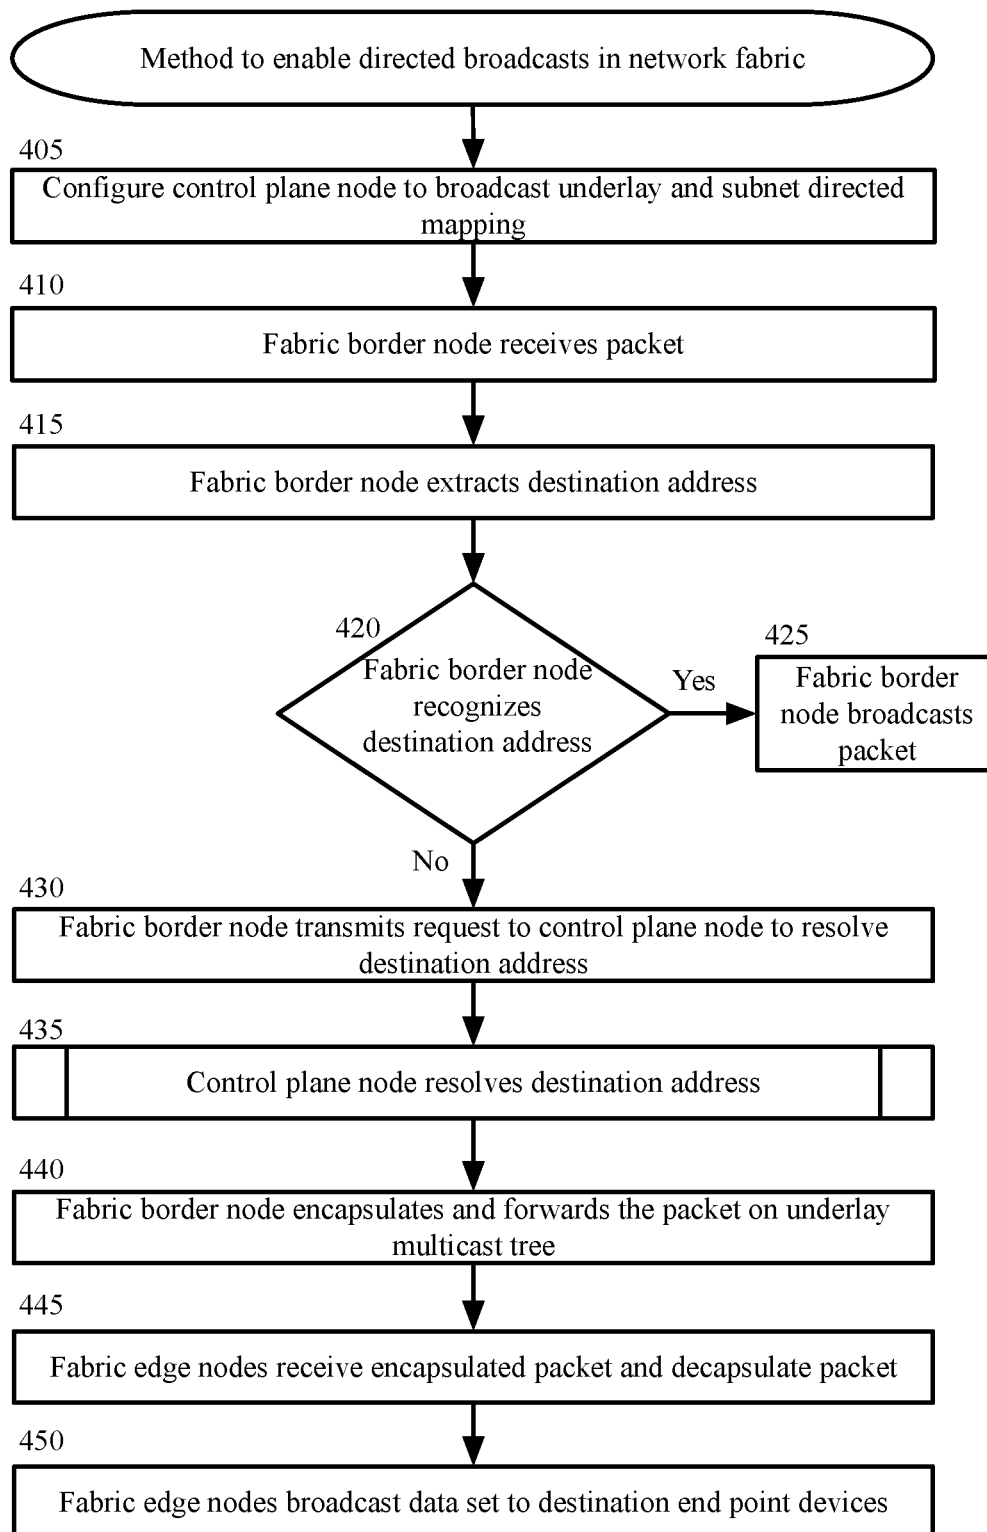 Method to enable directed broadcasts in network fabric
405
Configure control plane node to broadcast underlay and subnet directed
mapping
410
Fabric border node receives packet
415
Fabric border node extracts destination address
420
Fabric border node
recognizes
destination address
Yes
425
Fabric border
node broadcasts
packet
No
430
Fabric border node transmits request to control plane node to resolve
destination address
435
Control plane node resolves destination address
440
Fabric border node encapsulates and forwards the packet on underlay
multicast tree
445
Fabric edge nodes receive encapsulated packet and decapsulate packet
450
Fabric edge nodes broadcast data set to destination end point devices